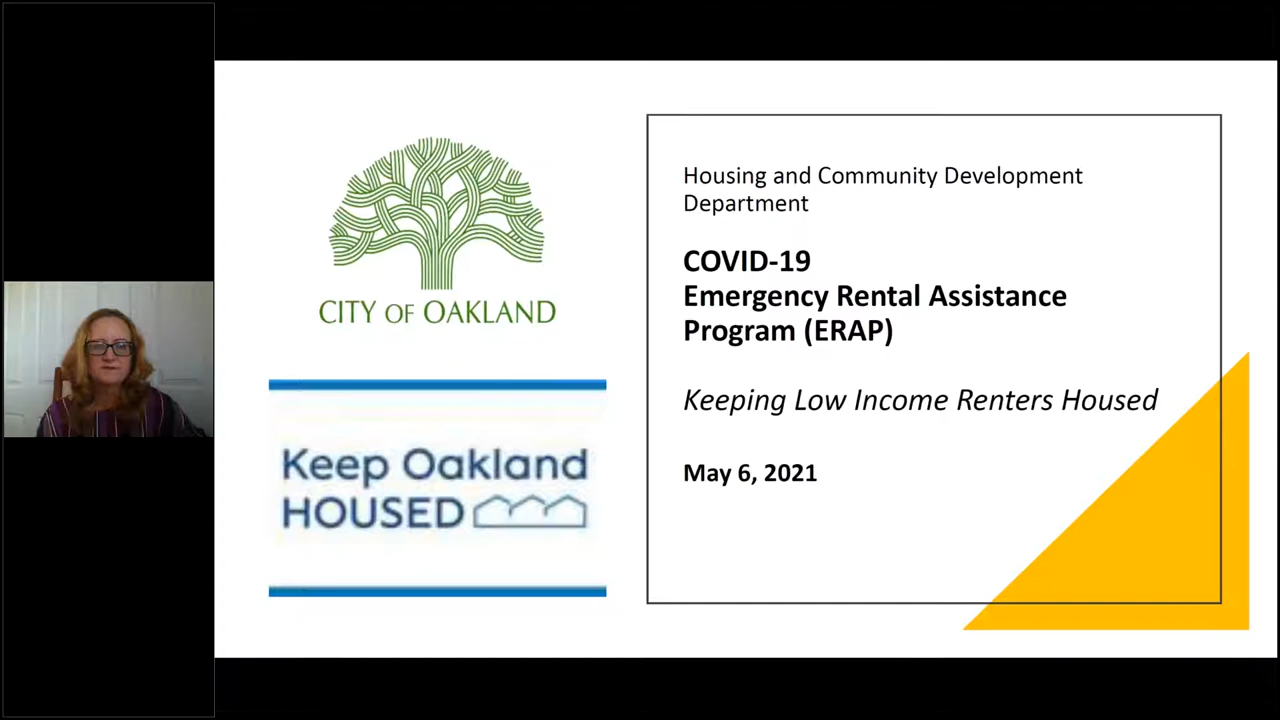 CITY OF OAKLAND
Keep Oakland
HOUSED
Housing and Community Development
Department
COVID-19
Emergency Rental Assistance
Program (ERAP)
Keeping Low Income Renters Housed
May 6, 2021